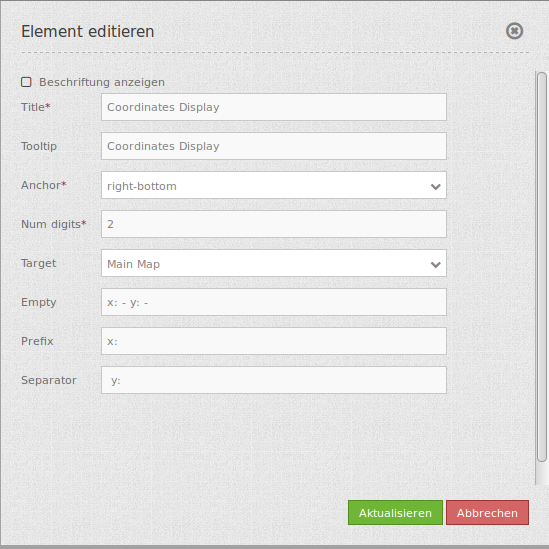 Element editieren
Beschriftung anzeigen
Title* Coordinates Display
Tooltip Coordinates Display
Anchor* right-bottom
Num digits* 2
Target Main Map
Empty x: - y: -
Prefix x:
Separator y:
Aktualisieren Abbrechen